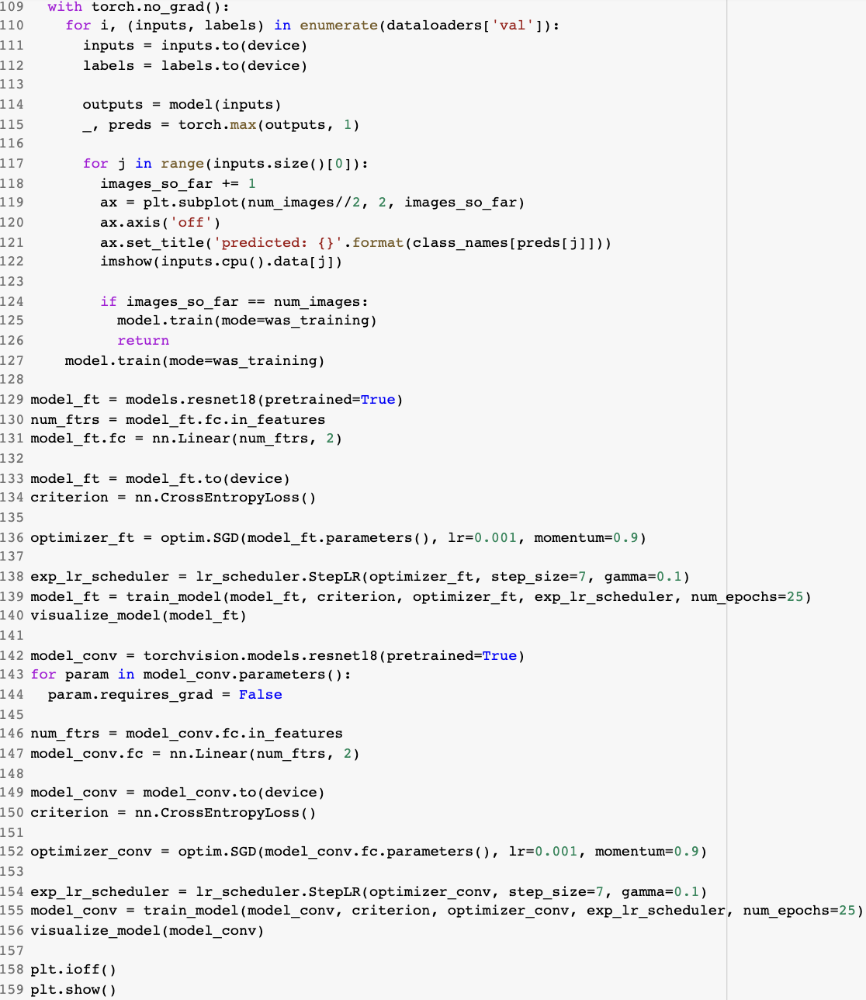 109 with torch.no_grad():
110 for i, (inputs, labels) in enumerate(dataloaders['val']):
111 inputs = inputs.to(device)
112 labels = labels.to(device)
113
114 outputs = model(inputs)
115 _, preds = torch.max(outputs, 1)
116
117 for j in range(inputs.size()[0]):
118 images_so_far += 1
119 ax = plt.subplot(num_images//2, 2, images_so_far)
120 ax.axis('off')
121 ax.set_title('predicted: {}'.format(class_names[preds[j]]))
122 imshow(inputs.cpu().data[j])
123
124 if images_so_far == num_images:
125 model.train(mode=was_training)
126 return
127 model.train(mode=was_training)
128
129 model_ft = models.resnet18(pretrained=True)
130 num_ftrs = model_ft.fc.in_features
131 model_ft.fc = nn.Linear(num_ftrs, 2)
132
133 model_ft = model_ft.to(device)
134 criterion = nn.CrossEntropyLoss()
135
136 optimizer_ft = optim.SGD(model_ft.parameters(), lr=0.001, momentum=0.9)
137
138 exp_lr_scheduler = lr_scheduler.StepLR(optimizer_ft, step_size=7, gamma=0.1)
139 model_ft = train_model(model_ft, criterion, optimizer_ft, exp_lr_scheduler, num_epochs=25)
140 visualize_model(model_ft)
141
142 model_conv = torchvision.models.resnet18(pretrained=True)
143 for param in model_conv.parameters():
144 param.requires_grad = False
145
146 num_ftrs = model_conv.fc.in_features
147 model_conv.fc = nn.Linear(num_ftrs, 2)
148
149 model_conv = model_conv.to(device)
150 criterion = nn.CrossEntropyLoss()
151
152 optimizer_conv = optim.SGD(model_conv.fc.parameters(), lr=0.001, momentum=0.9)
153
154 exp_lr_scheduler = lr_scheduler.StepLR(optimizer_conv, step_size=7, gamma=0.1)
155 model_conv = train_model(model_conv, criterion, optimizer_conv, exp_lr_scheduler, num_epochs=25)
156 visualize_model(model_conv)
157
158 plt.ioff()
159 plt.show()